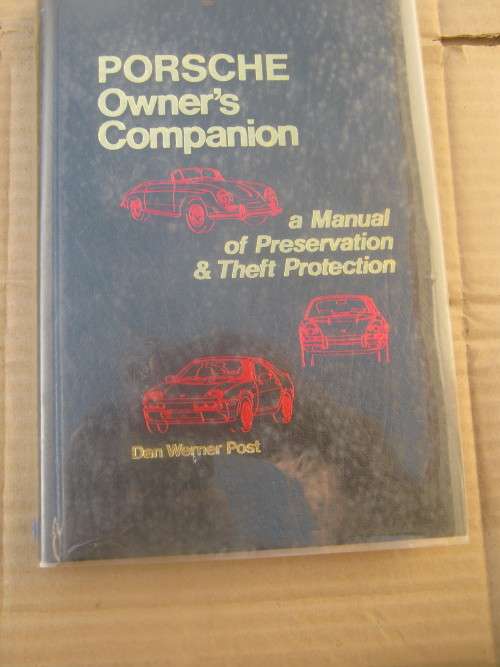 PORSCHE
Owner's
Companion
a Manual
of Preservation
& Theft Protection
Dan Werner Post